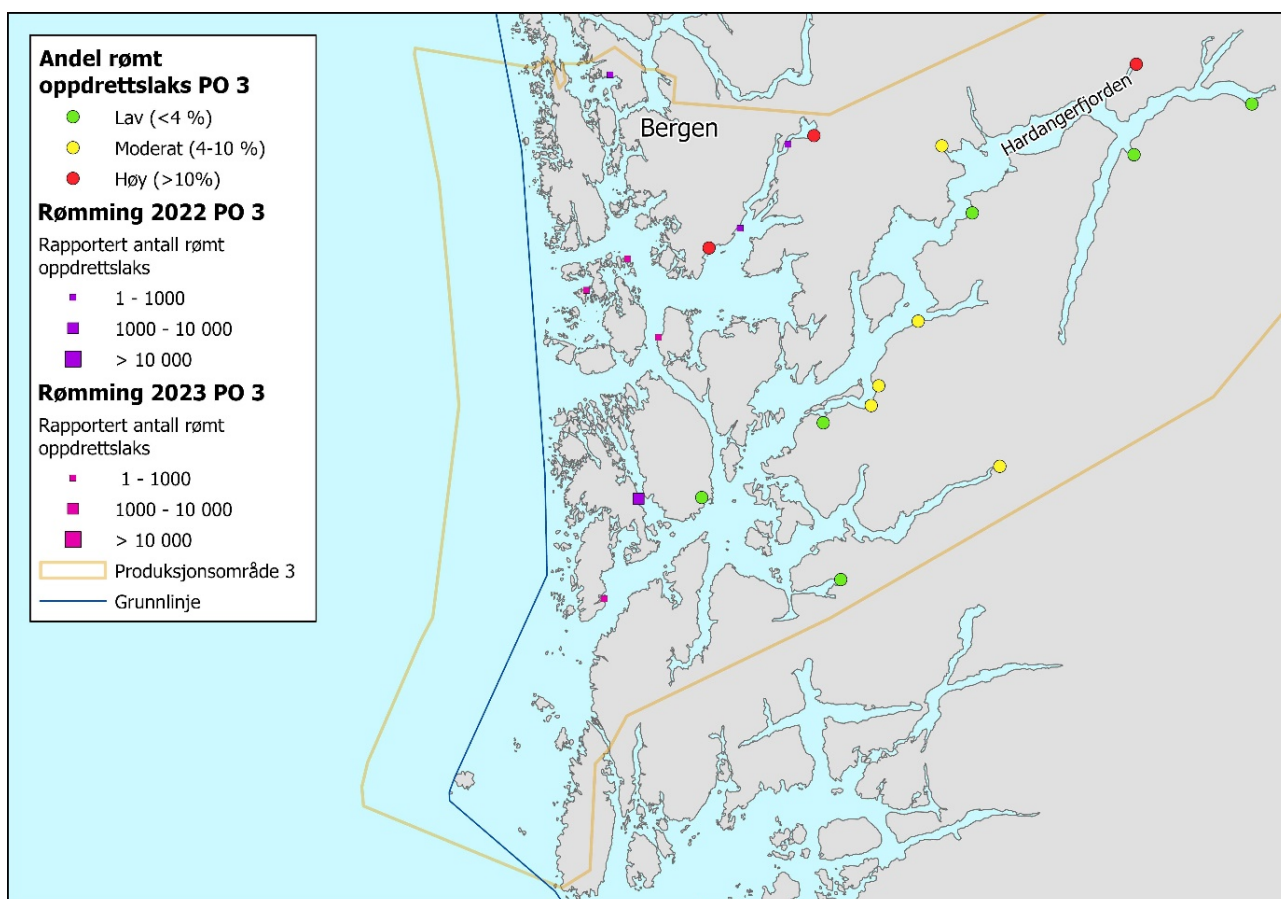 Andel rømt
oppdrettslaks PO 3
Lav (<4 %)
Moderat (4-10 %)
Høy (>10%)
Rømming 2022 PO 3
Rapportert antall rømt
oppdrettslaks
1 - 1000
1000 - 10 000
> 10 000
Rømming 2023 PO 3
Rapportert antall rømt
oppdrettslaks
1 - 1000
1000 - 10 000
> 10 000
Produksjonsområde 3
Grunnlinje
Bergen
Hardangerfjorden